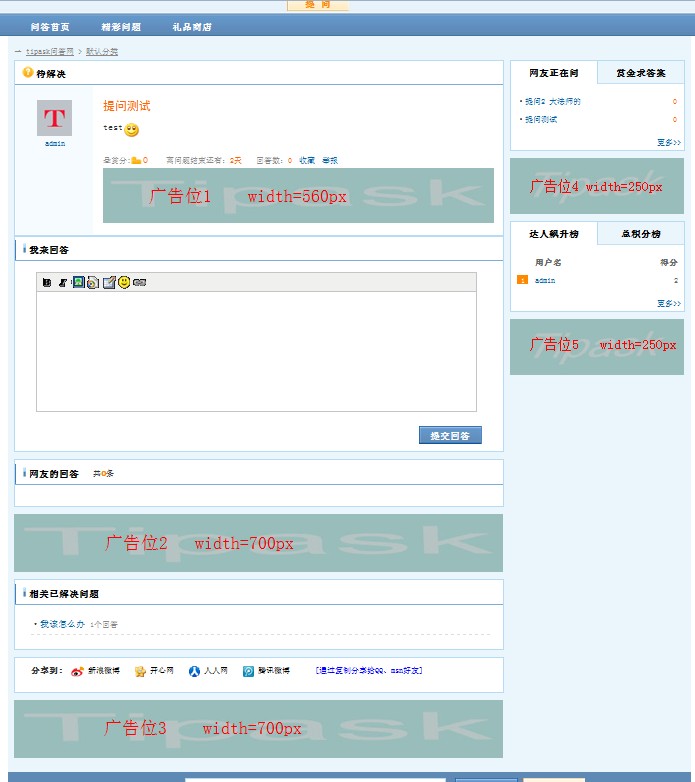 提 问
问答首页 精彩问题 礼品商店
tipask问答网 > 默认分类
待解决
T
admin
提问测试
test
悬赏分: 0 离问题结束还有: 2天 回答数: 0 收藏 举报
Tipask
广告位1 width=560px
我来回答
提交回答
网友的回答 共0条
Tipask
广告位2 width=700px
相关已解决问题
• 我该怎么办 1个回答
分享到: 新浪微博 开心网 人人网 腾讯微博 [通过复制分享给QQ、msn好友]
Tipask
广告位3 width=700px
网友正在问 赏金求答案
• 提问2 大法师的 0
• 提问测试 0
更多>>
Tipask
广告位4 width=250px
达人飙升榜 总积分榜
用户名 得分
1 admin 2
更多>>
Tipask
广告位5 width=250px